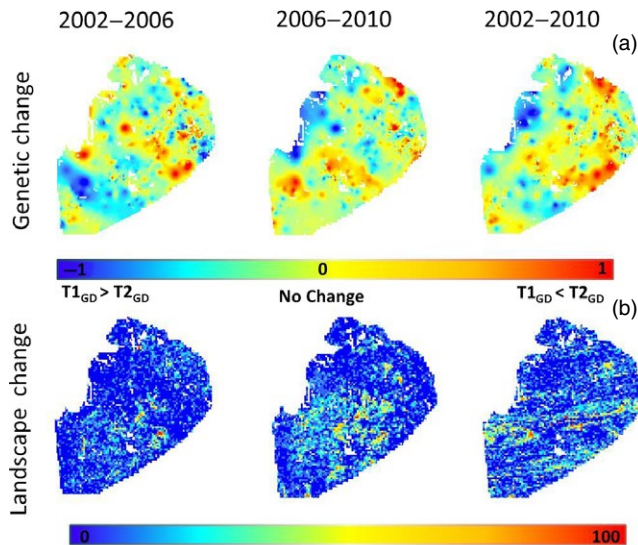 2002–2006 2006–2010 2002–2010
(a)
Genetic change
–1 0 1
T1GD > T2GD No Change T1GD < T2GD
(b)
Landscape change
0 100